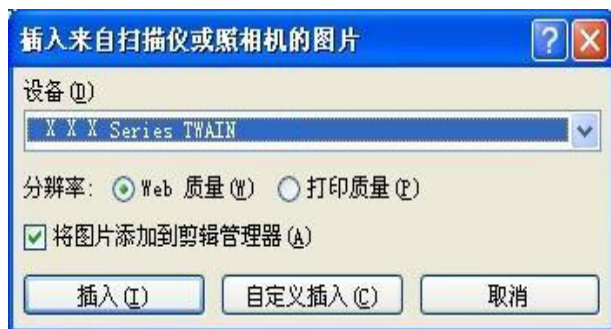 插入来自扫描仪或照相机的图片
设备(D)
X X X Series TWAIN
分辨率: Web 质量(W) 打印质量(P)
将图片添加到剪辑管理器(A)
插入(I) 自定义插入(C) 取消